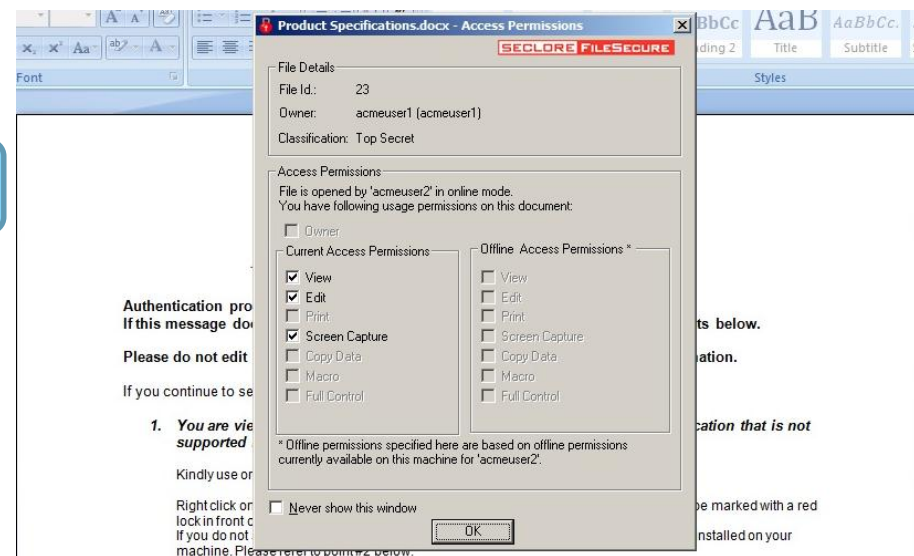 Product Specifications.docx - Access Permissions
BbCc AaB AaBbCc.
Aa
ding 2 Title Subtitle
Font
Styles
SECLORE FILESECURE
File Details
File Id.: 23
Owner: acmeuser1 (acmeuser1)
Classification: Top Secret
Access Permissions
File is opened by 'acmeuser2' in online mode.
You have following usage permissions on this document:
Owner
Current Access Permissions
View
Edit
Print
Screen Capture
Copy Data
Macro
Full Control
Offline Access Permissions *
View
Edit
Print
Screen Capture
Copy Data
Macro
Full Control
* Offline permissions specified here are based on offline permissions
currently available on this machine for 'acmeuser2'.
Never show this window
OK
Authentication pro
If this message do ts below.
Please do not edit ation.
If you continue to se
1. You are vie cation that is not
supported
Kindly use or
Right click or be marked with a red
lock in front o
If you do not nstalled on your
machine. Please refer to point#2 below.